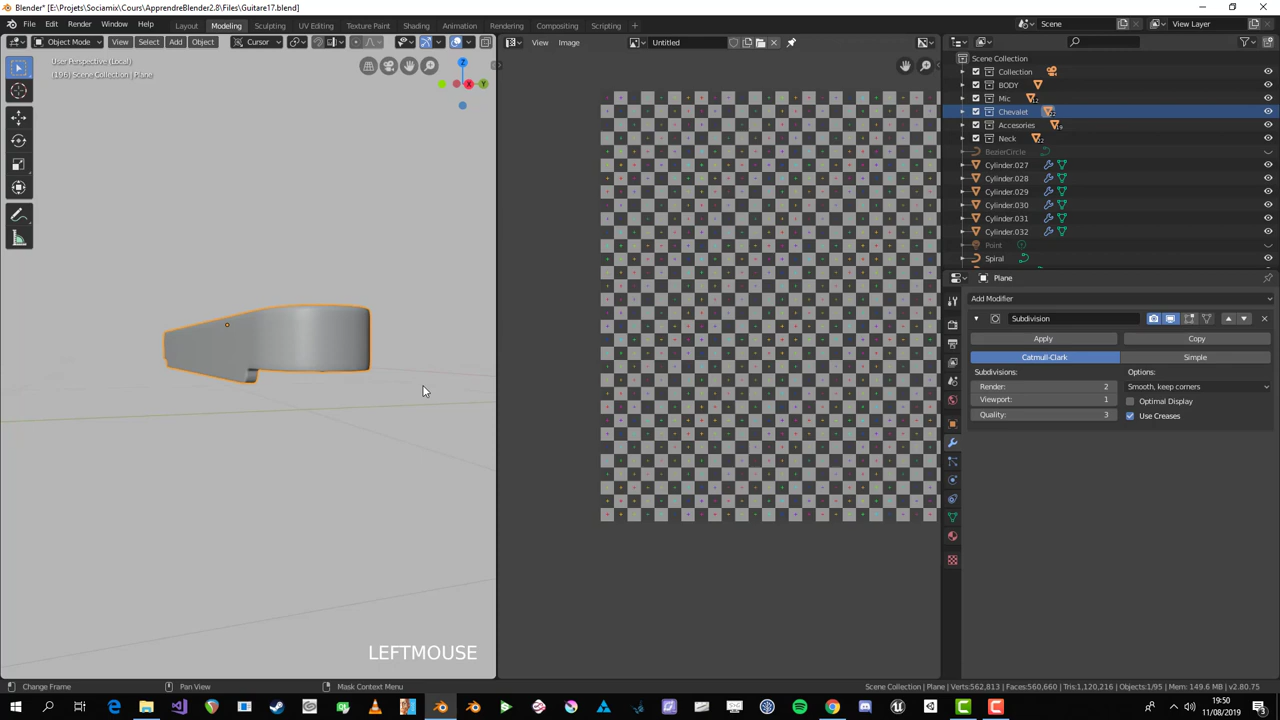 Blender* [E:\Projets\Sociamix\Cours\ApprendreBlender2.8\Files\Guitare17.blend]
File Edit Render Window Help Layout Modeling Sculpting UV Editing Texture Paint Shading Animation Rendering Compositing Scripting Scene View Layer
Object Mode View Select Add Object Cursor View Image Untitled
User Perspective (Local)
(196) Scene Collection | Plane
Scene Collection
Collection
BODY
Mic
Chevalet
Accesories
Neck
BezierCircle
Cylinder.027
Cylinder.028
Cylinder.029
Cylinder.030
Cylinder.031
Cylinder.032
Point
Spiral
Plane
Add Modifier
Subdivision
Apply Copy
Catmull-Clark Simple
Subdivisions: Options:
Render: 2 Smooth, keep corners
Viewport: 1 Optimal Display
Quality: 3 Use Creases
LEFTMOUSE
Change Frame Pan View Mask Context Menu Scene Collection | Plane | Verts:562,813 | Faces:560,660 | Tris:1,120,216 | Objects:1/95 | Mem: 149.6 MB | v2.80.75
19:50
11/08/2019